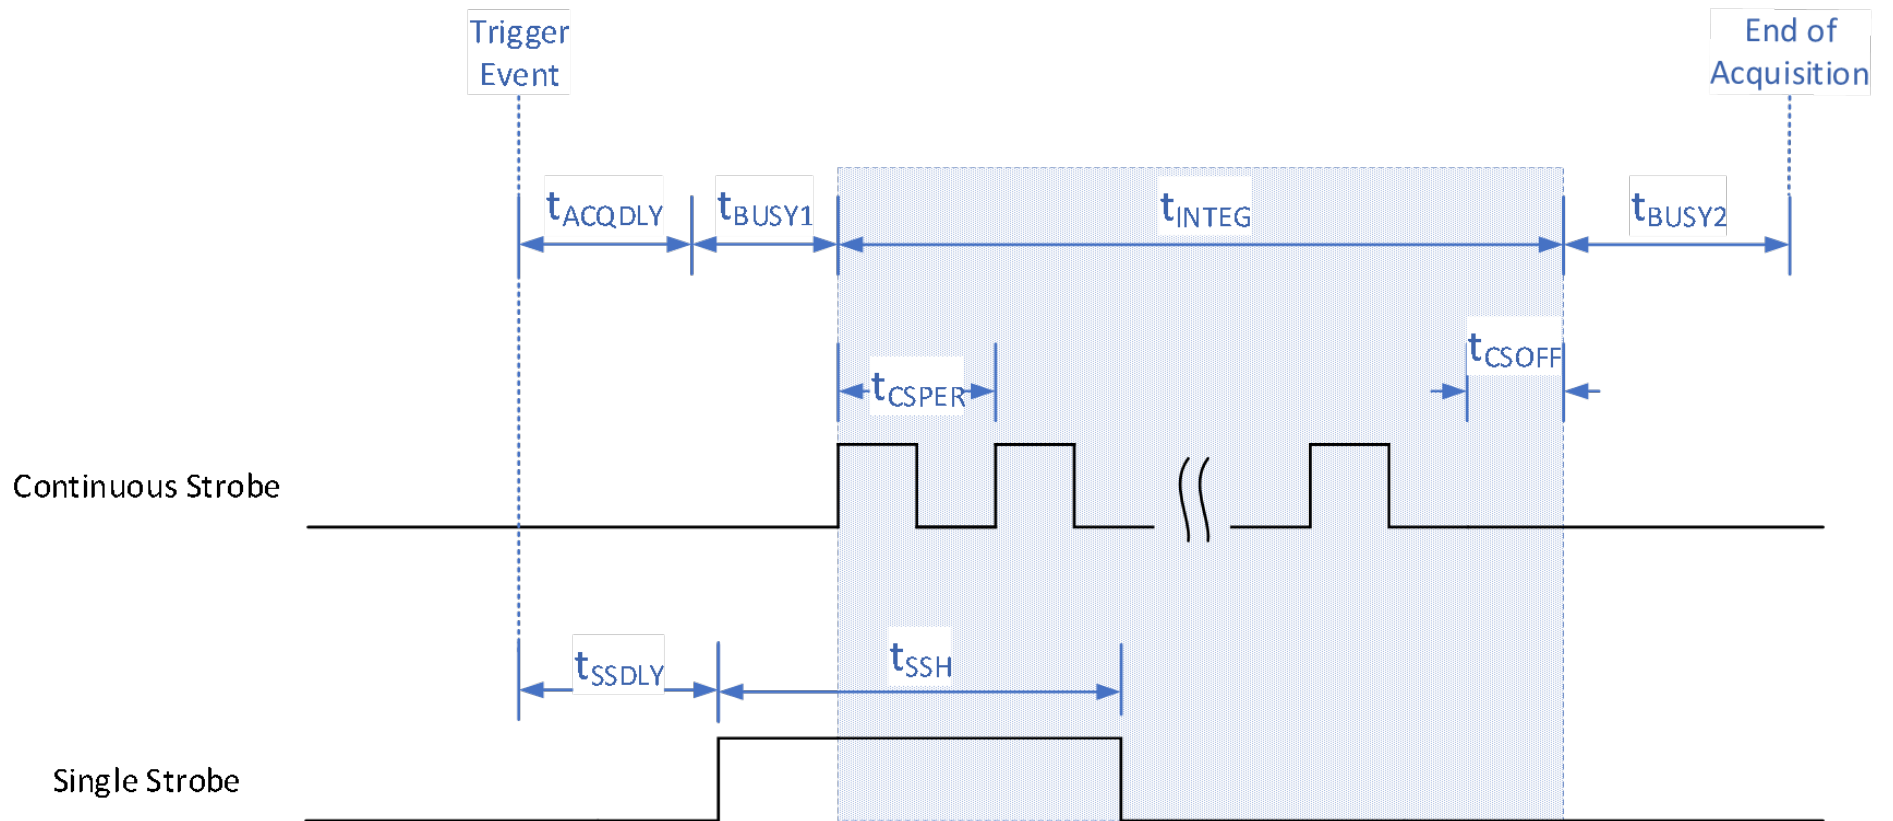 Trigger
Event
End of
Acquisition
tACQDLY
tBUSY1
tINTEG
tBUSY2
tCSPER
tCSOFF
Continuous Strobe
tSSDLY
tSSH
Single Strobe